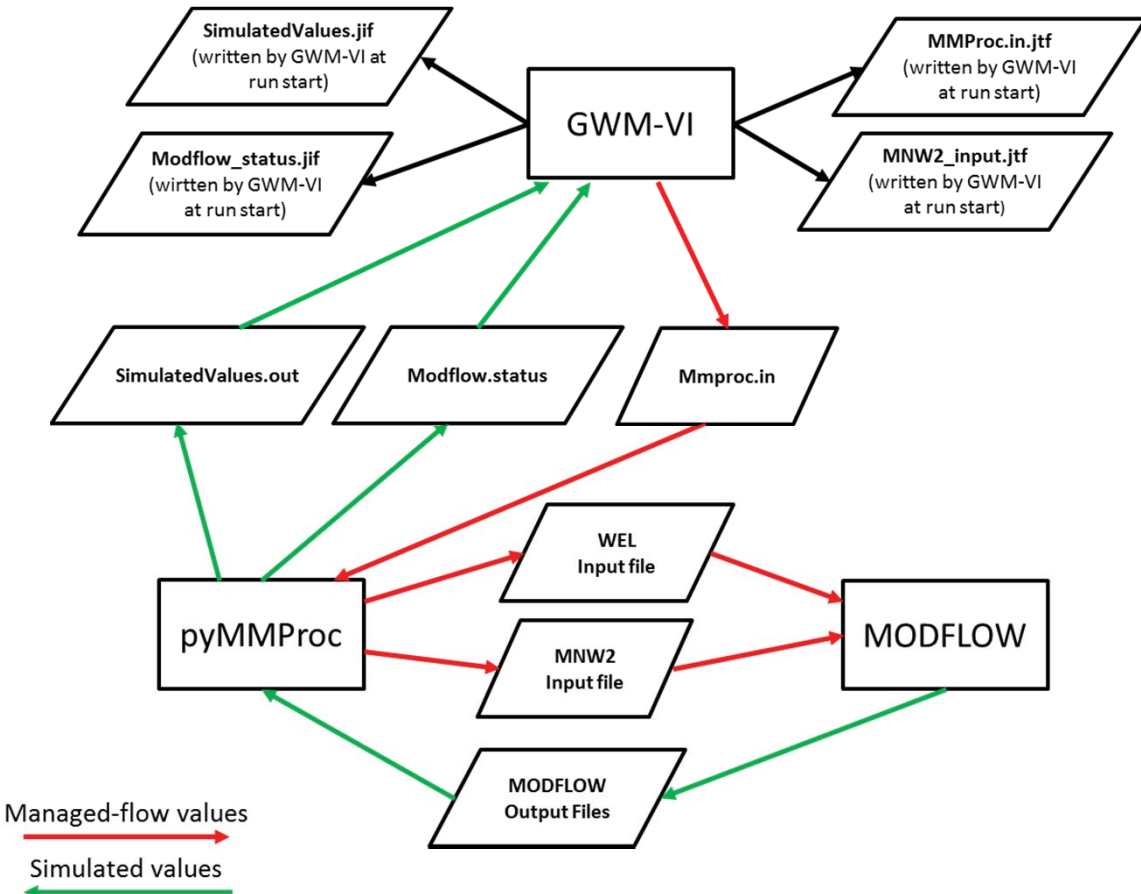 SimulatedValues.jif
(written by GWM-VI at
run start)
GWM-VI
MMProc.in.jtf
(written by GWM-VI
at run start)
Modflow_status.jif
(wirtten by GWM-VI
at run start)
MNW2_input.jtf
(written by GWM-VI
at run start)
SimulatedValues.out
Modflow.status
Mmproc.in
WEL
Input file
pyMMProc
MODFLOW
MNW2
Input file
MODFLOW
Output Files
Managed-flow values
Simulated values